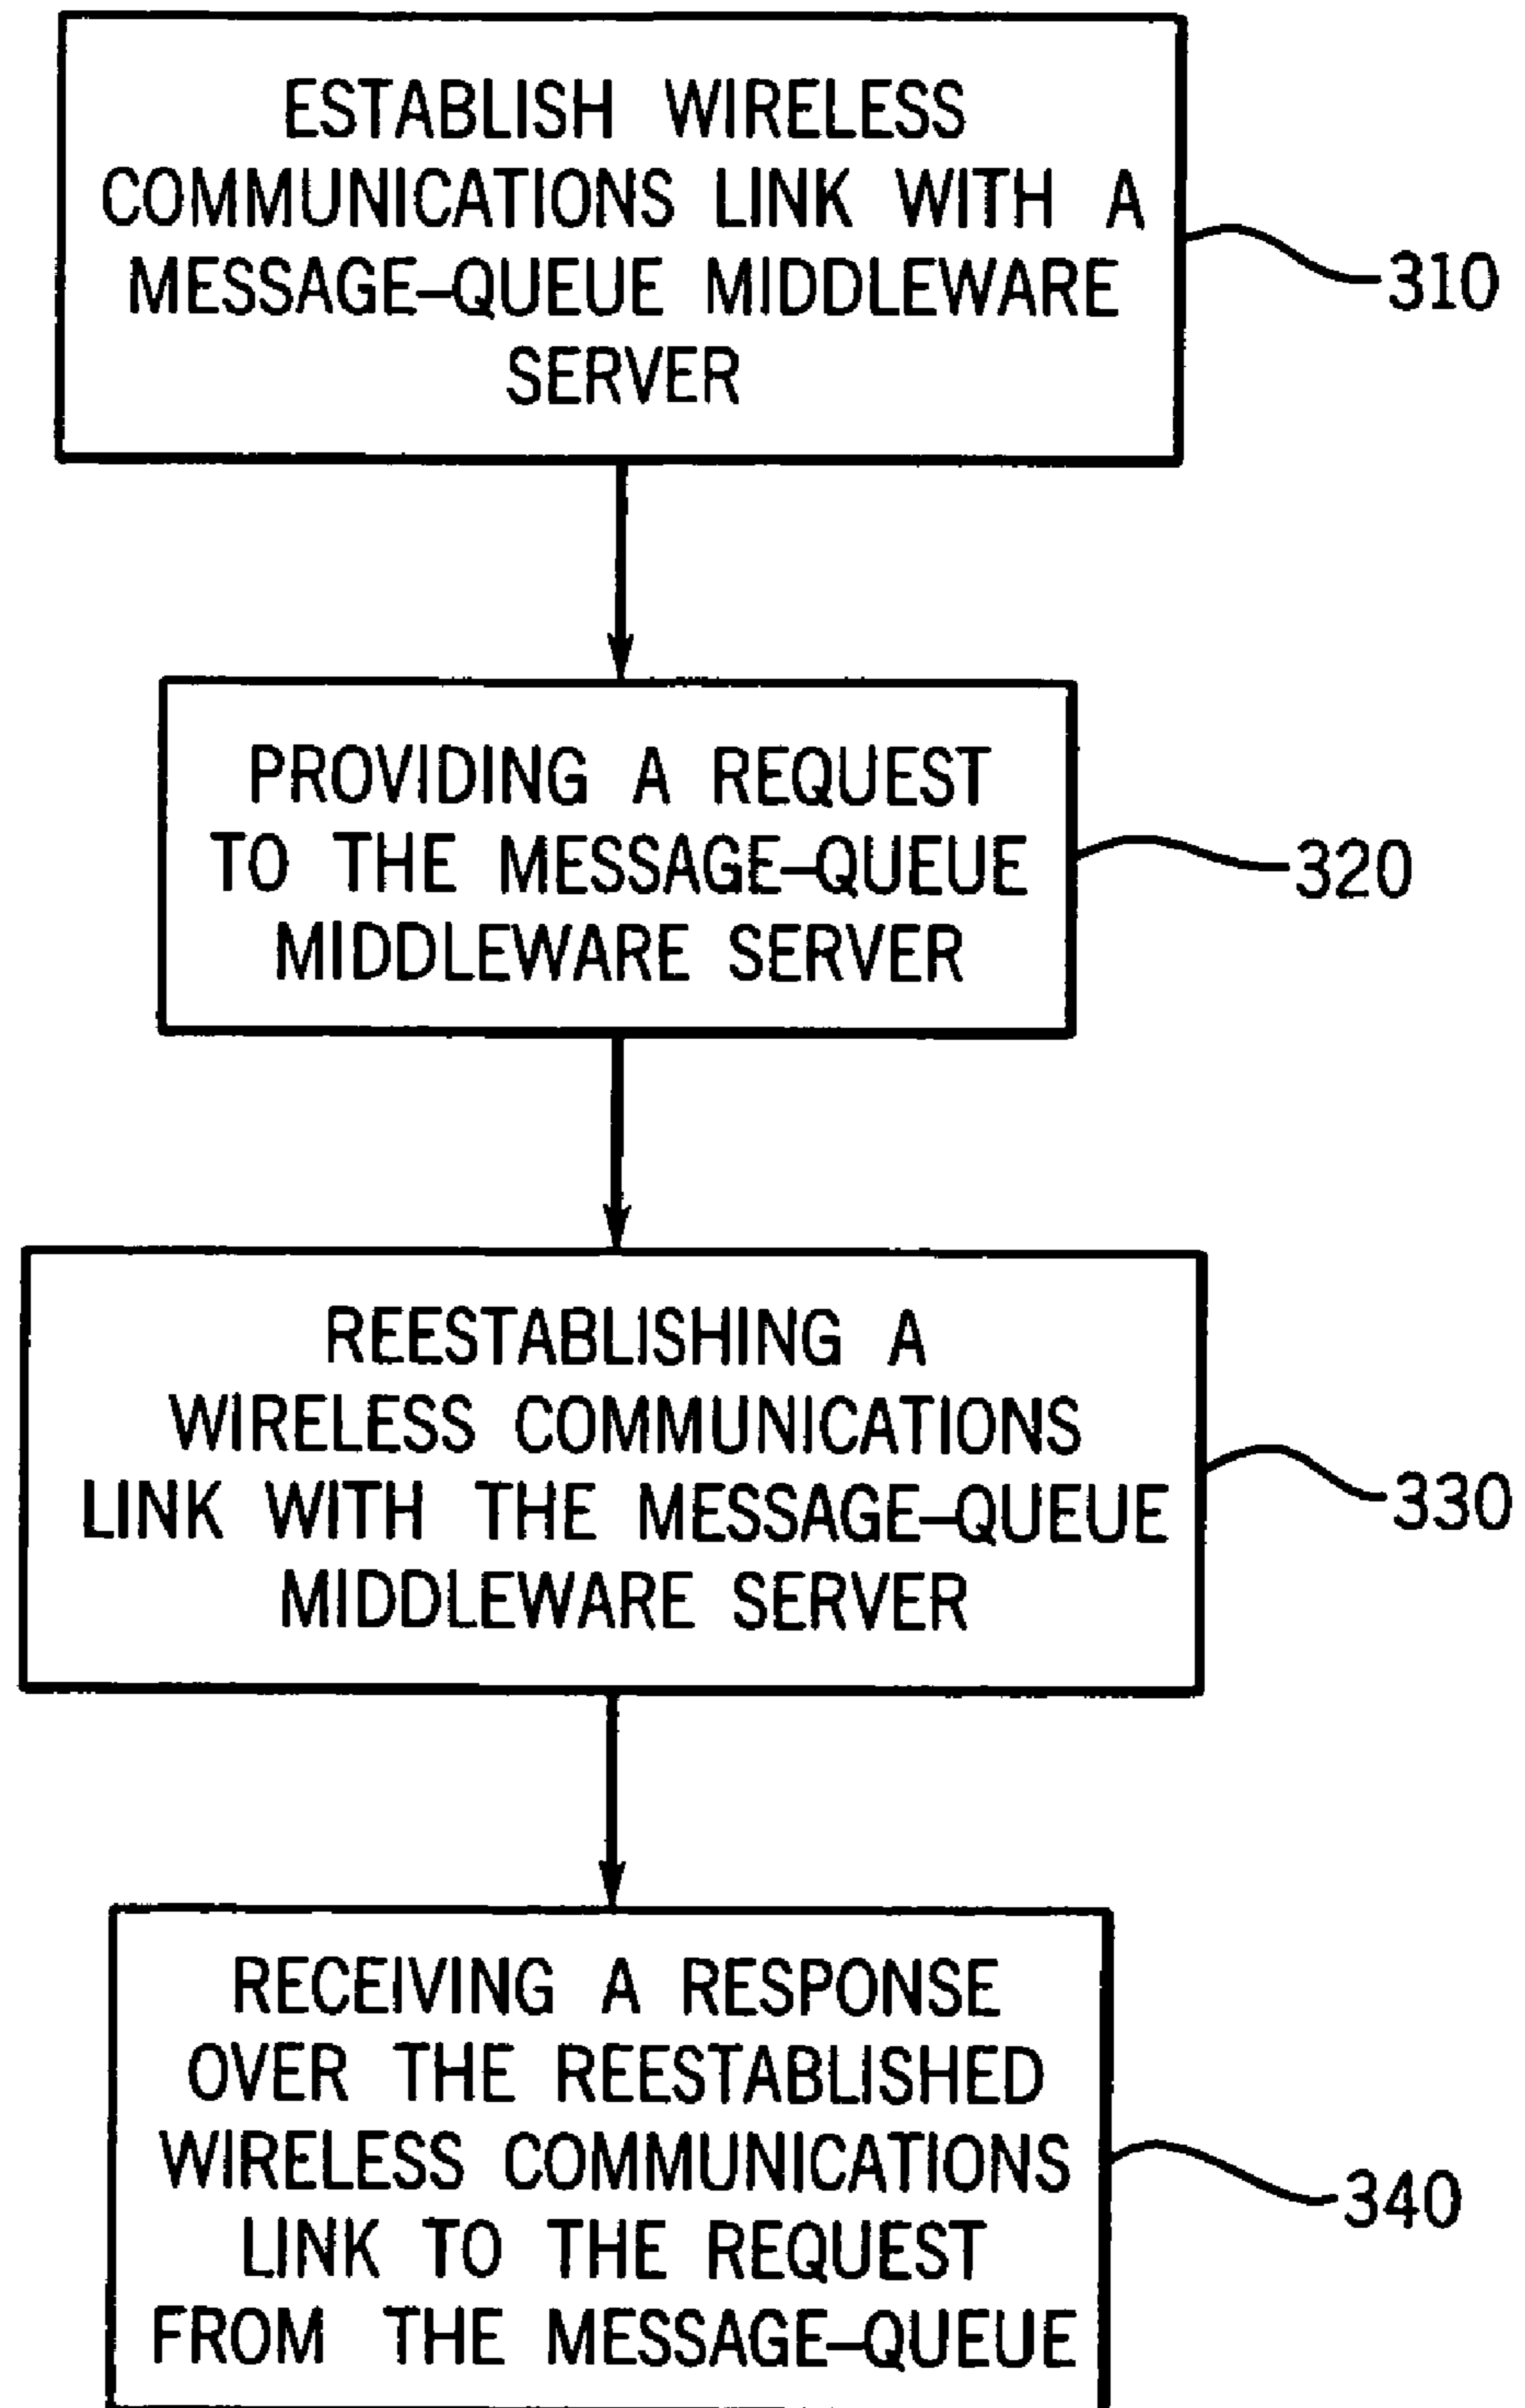 ESTABLISH WIRELESS
COMMUNICATIONS LINK WITH A
MESSAGE–QUEUE MIDDLEWARE
SERVER
310
PROVIDING A REQUEST
TO THE MESSAGE–QUEUE
MIDDLEWARE SERVER
320
REESTABLISHING A
WIRELESS COMMUNICATIONS
LINK WITH THE MESSAGE–QUEUE
MIDDLEWARE SERVER
330
RECEIVING A RESPONSE
OVER THE REESTABLISHED
WIRELESS COMMUNICATIONS
LINK TO THE REQUEST
FROM THE MESSAGE–QUEUE
340